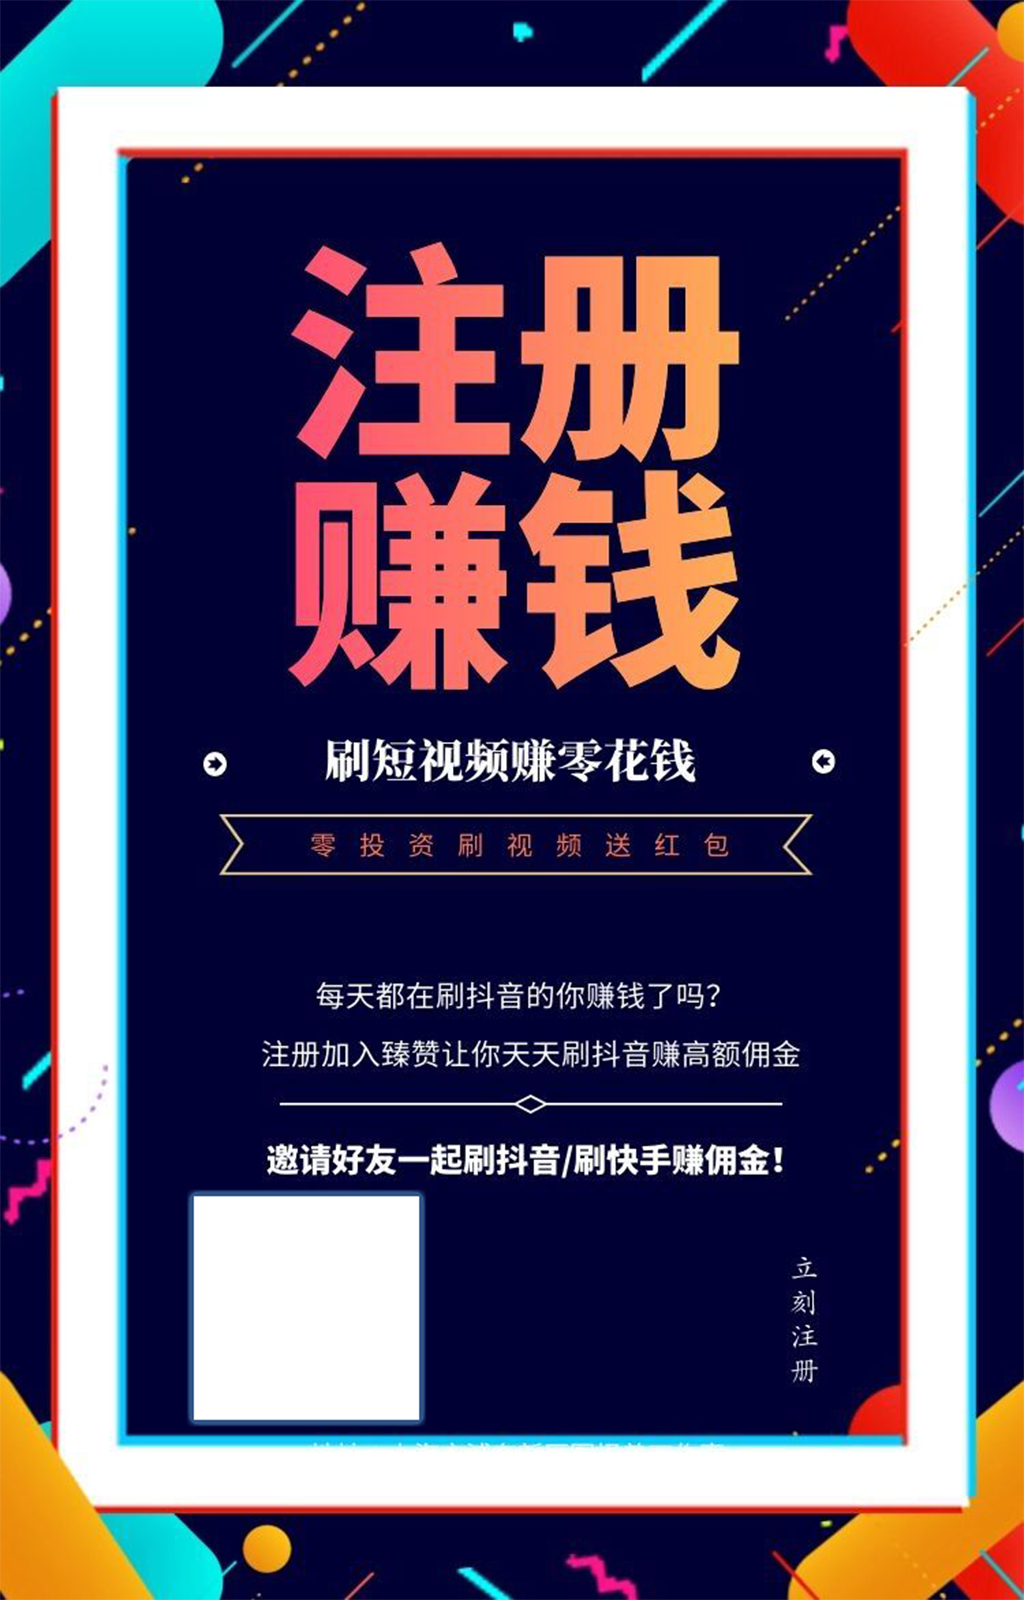 注册
赚钱
刷短视频赚零花钱
零投资刷视频送红包
每天都在刷抖音的你赚钱了吗？
注册加入臻赞让你天天刷抖音赚高额佣金
邀请好友一起刷抖音/刷快手赚佣金！
立刻注册